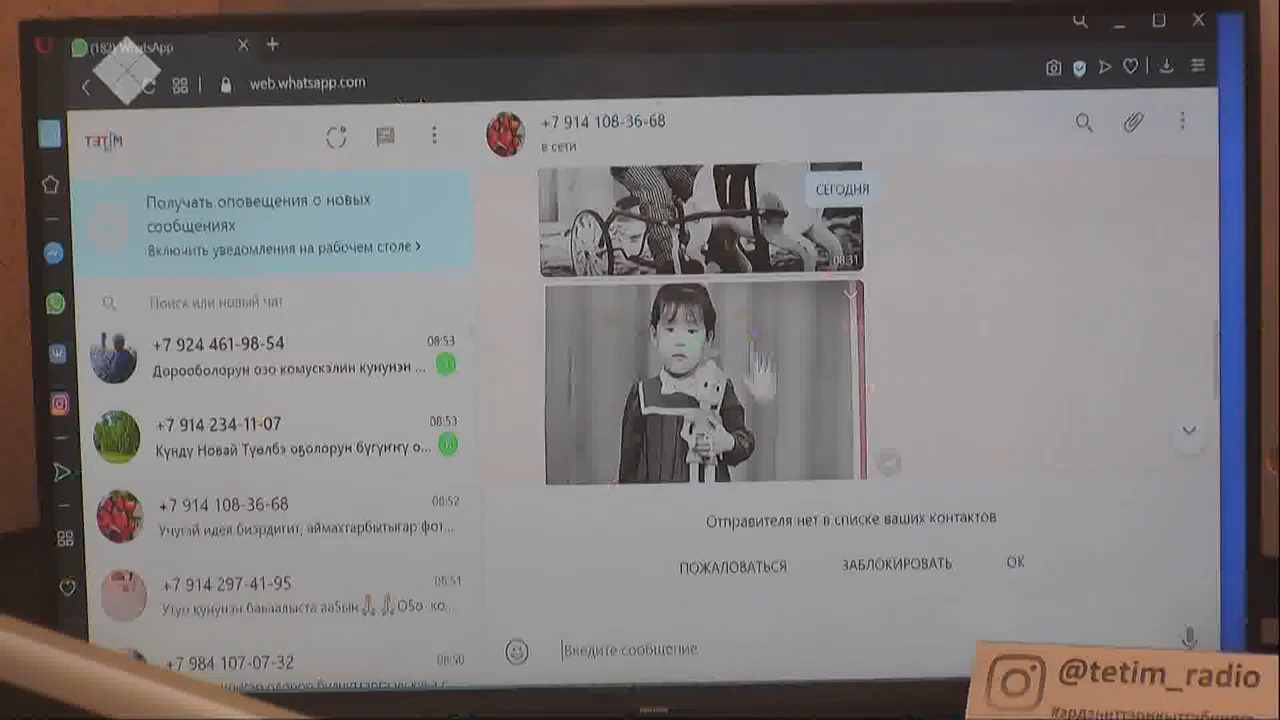 (182) WhatsApp
web.whatsapp.com
ТЭТİМ
+7 914 108-36-68
в сети
Получать оповещения о новых
сообщениях
Включить уведомления на рабочем столе >
СЕГОДНЯ
08:31
Поиск или новый чат
+7 924 461-98-54
08:53
Дорооболорун озо комускэлин кунунэн ...
+7 914 234-11-07
08:53
Күндү Новай Түөлбэ оҕолорун бүгүҥҥү о...
+7 914 108-36-68
08:52
Учугэй идея биэрдигит, аймахтарбытыгар фот...
+7 914 297-41-95
08:51
+7 984 107-07-32
08:50
Отправителя нет в списке ваших контактов
ПОЖАЛОВАТЬСЯ
ЗАБЛОКИРОВАТЬ
ОК
Введите сообщение
@tetim_radio